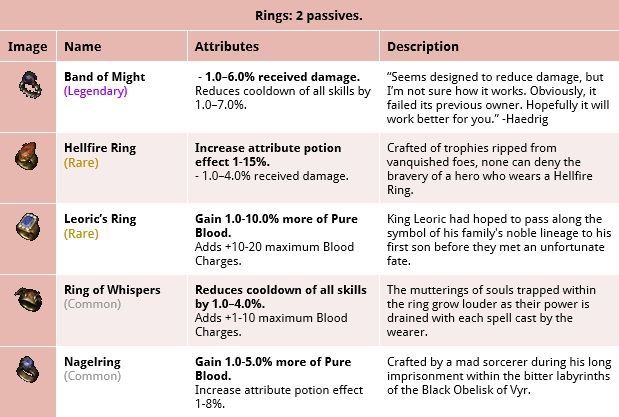 Rings: 2 passives.
Image Name Attributes Description
Band of Might
(Legendary)
- 1.0–6.0% received damage.
Reduces cooldown of all skills by
1.0–7.0%.
“Seems designed to reduce damage, but
I’m not sure how it works. Obviously, it
failed its previous owner. Hopefully it will
work better for you.” -Haedrig
Hellfire Ring
(Rare)
Increase attribute potion
effect 1-15%.
- 1.0–4.0% received damage.
Crafted of trophies ripped from
vanquished foes, none can deny the
bravery of a hero who wears a Hellfire
Ring.
Leoric’s Ring
(Rare)
Gain 1.0-10.0% more of Pure
Blood.
Adds +10-20 maximum Blood
Charges.
King Leoric had hoped to pass along the
symbol of his family's noble lineage to his
first son before they met an unfortunate
fate.
Ring of Whispers
(Common)
Reduces cooldown of all skills
by 1.0–4.0%.
Adds +1-10 maximum Blood
Charges.
The mutterings of souls trapped within
the ring grow louder as their power is
drained with each spell cast by the
wearer.
Nagelring
(Common)
Gain 1.0-5.0% more of Pure
Blood.
Increase attribute potion effect
1-8%.
Crafted by a mad sorcerer during his long
imprisonment within the bitter labyrinths
of the Black Obelisk of Vyr.